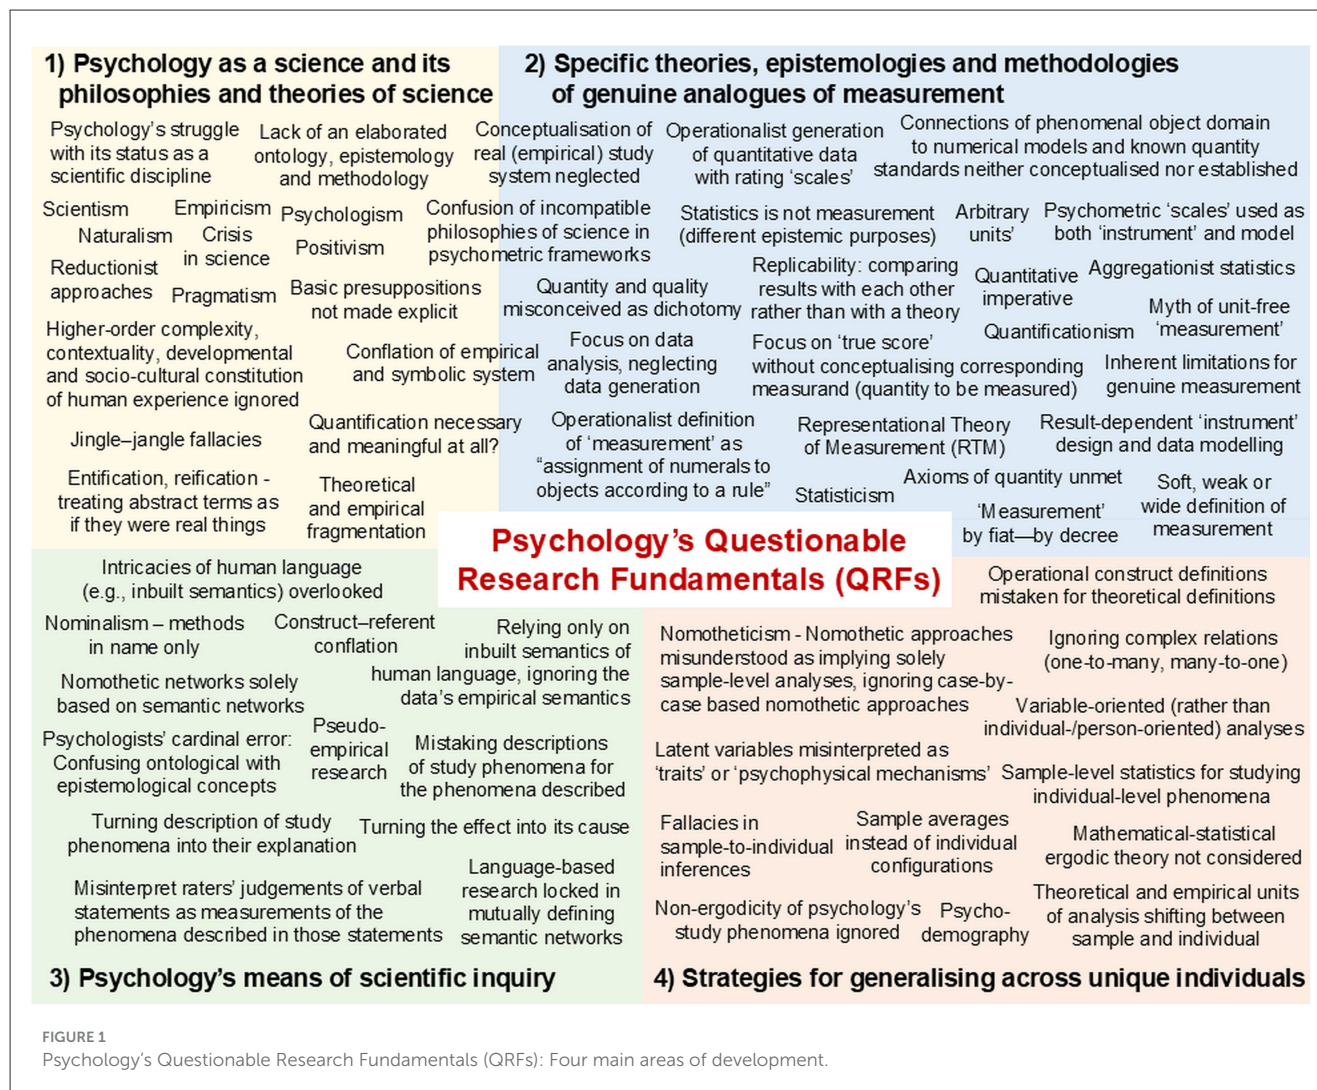 1) Psychology as a science and its
philosophies and theories of science
Psychology’s struggle
with its status as a
scientific discipline
Lack of an elaborated
ontology, epistemology
and methodology
Conceptualisation of
real (empirical) study
system neglected
Scientism
Empiricism
Psychologism
Confusion of incompatible
philosophies of science in
psychometric frameworks
Naturalism
Crisis
in science
Positivism
Reductionist
approaches
Pragmatism
Basic presuppositions
not made explicit
Higher-order complexity,
contextuality, developmental
and socio-cultural constitution
of human experience ignored
Conflation of empirical
and symbolic system
Jingle–jangle fallacies
Quantification necessary
and meaningful at all?
Entification, reification -
treating abstract terms as
if they were real things
Theoretical
and empirical
fragmentation
2) Specific theories, epistemologies and methodologies
of genuine analogues of measurement
Operationalist generation
of quantitative data
with rating ‘scales’
Connections of phenomenal object domain
to numerical models and known quantity
standards neither conceptualised nor established
Statistics is not measurement
(different epistemic purposes)
Arbitrary
units’
Psychometric ‘scales’ used as
both ‘instrument’ and model
Quantity and quality
misconceived as dichotomy
Replicability: comparing
results with each other
rather than with a theory
Quantitative
imperative
Aggregationist statistics
Myth of unit-free
‘measurement’
Quantificationism
Focus on data
analysis, neglecting
data generation
Focus on ‘true score’
without conceptualising corresponding
measurand (quantity to be measured)
Inherent limitations for
genuine measurement
Operationalist definition
of ‘measurement’ as
“assignment of numerals to
objects according to a rule”
Representational Theory
of Measurement (RTM)
Result-dependent ‘instrument’
design and data modelling
Statisticism
Axioms of quantity unmet
‘Measurement’
by fiat—by decree
Soft, weak or
wide definition of
measurement
Psychology’s Questionable
Research Fundamentals (QRFs)
Intricacies of human language
(e.g., inbuilt semantics) overlooked
Nominalism – methods
in name only
Construct–referent
conflation
Relying only on
inbuilt semantics of
human language, ignoring the
data’s empirical semantics
Nomothetic networks solely
based on semantic networks
Psychologists’ cardinal error:
Confusing ontological with
epistemological concepts
Pseudo-
empirical
research
Mistaking descriptions
of study phenomena for
the phenomena described
Turning description of study
phenomena into their explanation
Turning the effect into its cause
Misinterpret raters’ judgements of verbal
statements as measurements of the
phenomena described in those statements
Language-based
research locked in
mutually defining
semantic networks
3) Psychology’s means of scientific inquiry
Operational construct definitions
mistaken for theoretical definitions
Nomotheticism - Nomothetic approaches
misunderstood as implying solely
sample-level analyses, ignoring case-by-
case based nomothetic approaches
Ignoring complex relations
(one-to-many, many-to-one)
Variable-oriented (rather than
individual-/person-oriented) analyses
Latent variables misinterpreted as
‘traits’ or ‘psychophysical mechanisms’
Sample-level statistics for studying
individual-level phenomena
Fallacies in
sample-to-individual
inferences
Sample averages
instead of individual
configurations
Mathematical-statistical
ergodic theory not considered
Non-ergodicity of psychology’s
study phenomena ignored
Psycho-
demography
Theoretical and empirical units
of analysis shifting between
sample and individual
4) Strategies for generalising across unique individuals
FIGURE 1
Psychology’s Questionable Research Fundamentals (QRFs): Four main areas of development.